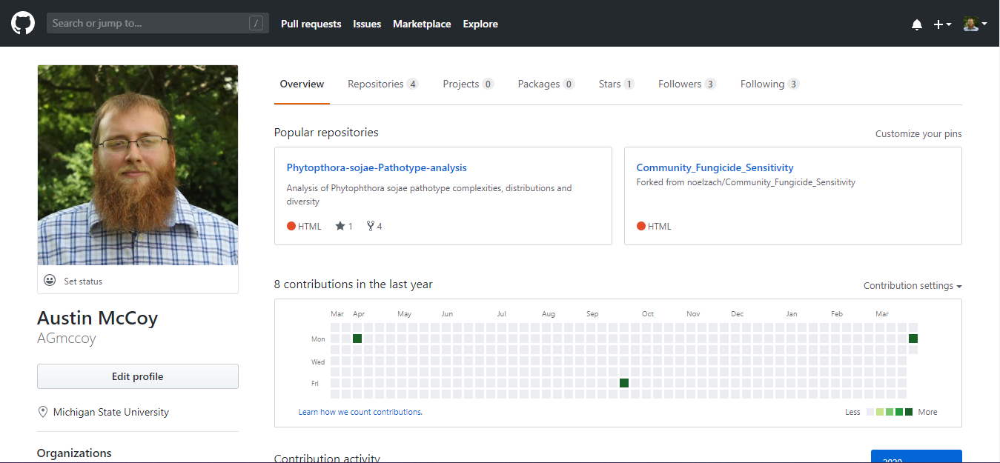 Search or jump to... /
Pull requests Issues Marketplace Explore
Overview Repositories 4 Projects 0 Packages 0 Stars 1 Followers 3 Following 3
Popular repositories
Customize your pins
Phytopthora-sojae-Pathotype-analysis
Analysis of Phytophthora sojae pathotype complexities, distributions and
diversity
HTML 1 4
Community_Fungicide_Sensitivity
Forked from noelzach/Community_Fungicide_Sensitivity
HTML
Set status
Austin McCoy
AGmccoy
Edit profile
Michigan State University
Organizations
8 contributions in the last year
Contribution settings
Mar Apr May Jun Jul Aug Sep Oct Nov Dec Jan Feb Mar
Mon
Wed
Fri
Learn how we count contributions.
Less More
Contribution activity
2020